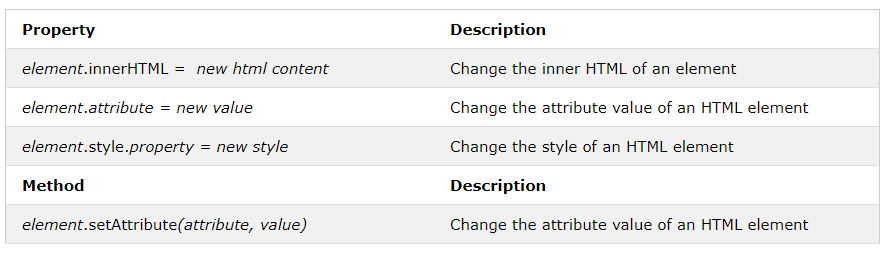 Property Description
element.innerHTML =  new html content Change the inner HTML of an element
element.attribute = new value Change the attribute value of an HTML element
element.style.property = new style Change the style of an HTML element
Method Description
element.setAttribute(attribute, value) Change the attribute value of an HTML element